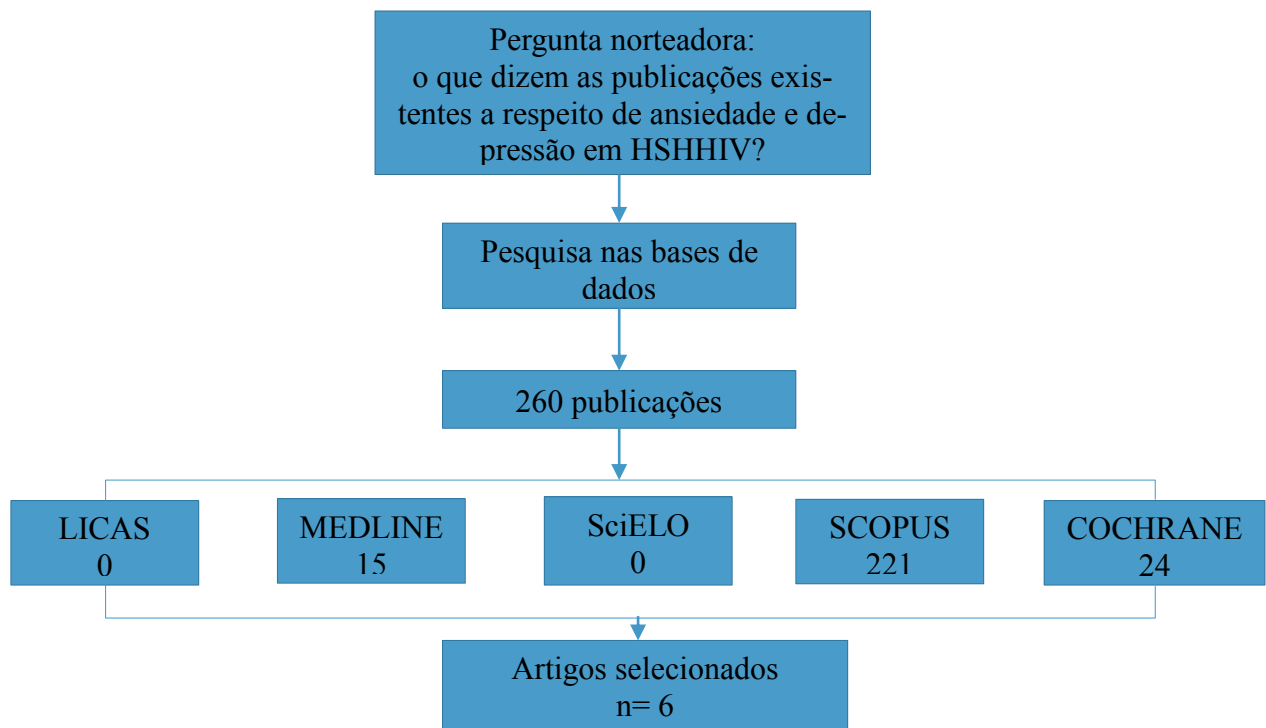 Pergunta norteadora:
o que dizem as publicações exis-
tentes a respeito de ansiedade e de-
pressão em HSHHIV?
Pesquisa nas bases de
dados
260 publicações
LICAS
0
MEDLINE
15
SciELO
0
SCOPUS
221
COCHRANE
24
Artigos selecionados
n= 6